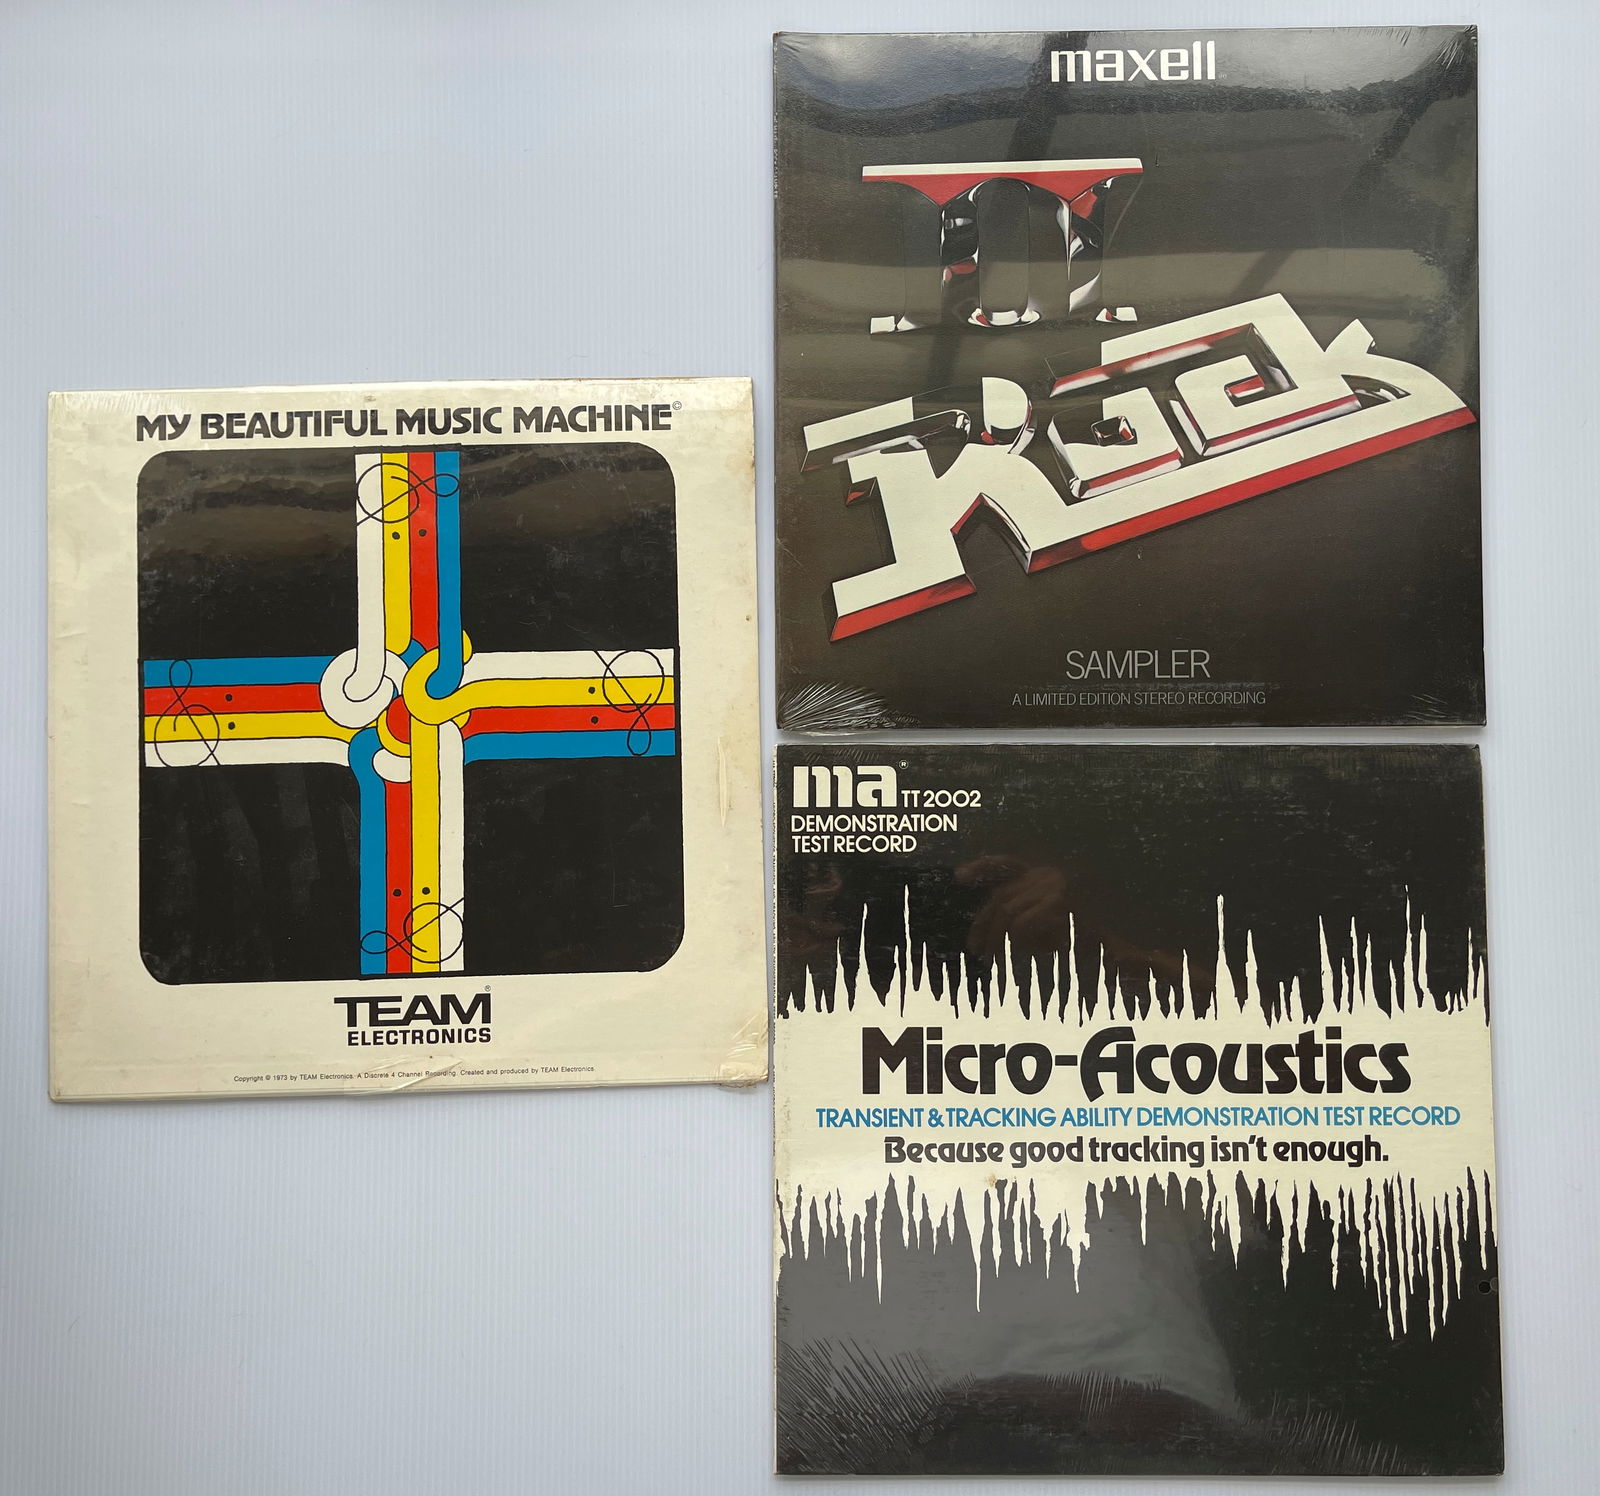 MY BEAUTIFUL MUSIC MACHINE©
TEAM®
ELECTRONICS
Copyright © 1973 by TEAM Electronics. A Discrete 4 Channel Recording. Created and produced by TEAM Electronics.
maxell®
II
Rock
SAMPLER
A LIMITED EDITION STEREO RECORDING
ma® TT 2002
DEMONSTRATION
TEST RECORD
Micro-Acoustics
TRANSIENT & TRACKING ABILITY DEMONSTRATION TEST RECORD
Because good tracking isn't enough.